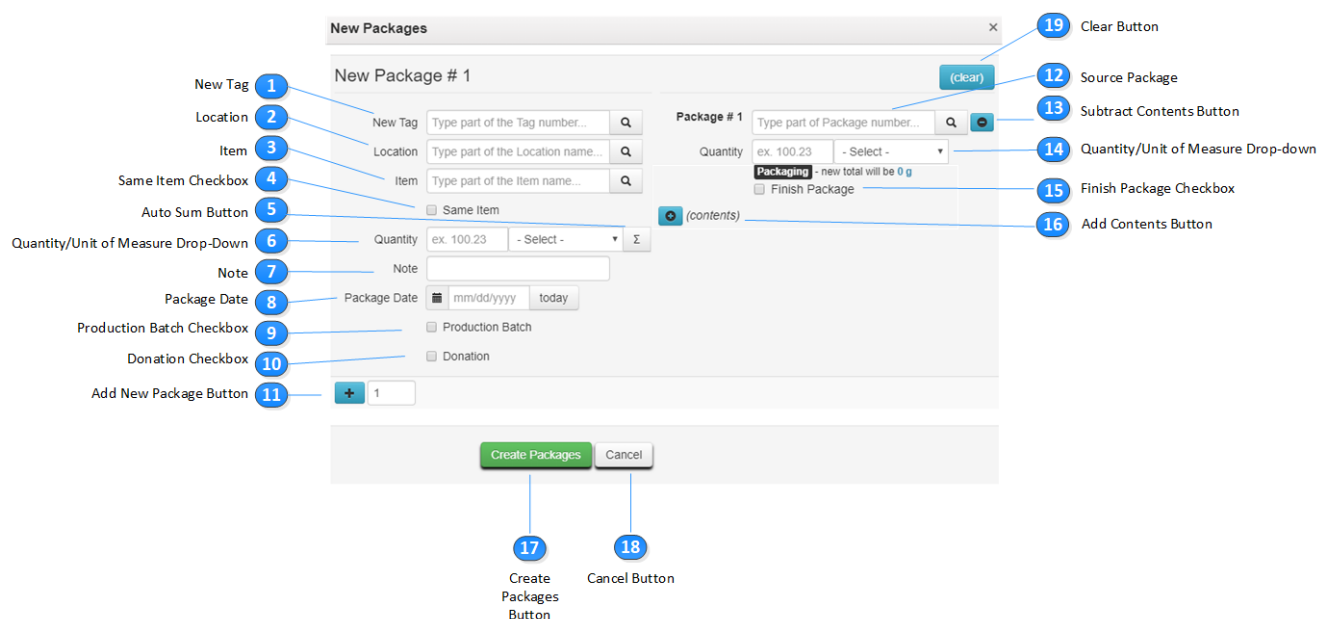 New Packages
×
19
Clear Button
New Package # 1
(clear)
12
Source Package
New Tag
1
13
Subtract Contents Button
Location
2
New Tag
Type part of the Tag number...
Package # 1
Type part of Package number...
Item
3
Location
Type part of the Location name...
Quantity
ex. 100.23
- Select -
14
Quantity/Unit of Measure Drop-down
Same Item Checkbox
4
Item
Type part of the Item name...
Packaging - new total will be 0 g
Finish Package
15
Finish Package Checkbox
Auto Sum Button
5
Same Item
(contents)
16
Add Contents Button
Quantity/Unit of Measure Drop-Down
6
Quantity
ex. 100.23
- Select -
Σ
Note
7
Note
Package Date
8
Package Date
mm/dd/yyyy
today
Production Batch Checkbox
9
Production Batch
Donation Checkbox
10
Donation
Add New Package Button
11
+
1
Create Packages
Cancel
17
18
Create
Packages
Button
Cancel Button